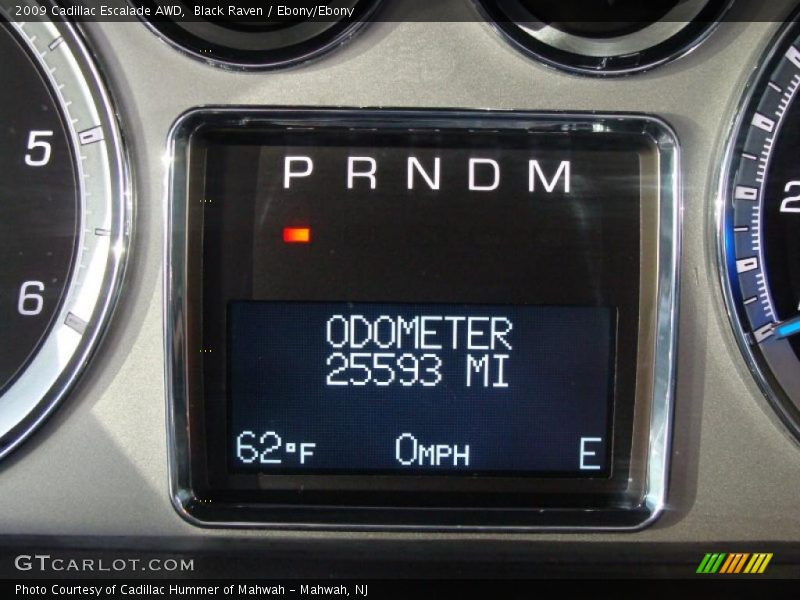 2009 Cadillac Escalade AWD, Black Raven / Ebony/Ebony
P R N D M
5
2
6
ODOMETER
25593 MI
62°F 0MPH E
GTCARLOT.COM
Photo Courtesy of Cadillac Hummer of Mahwah - Mahwah, NJ